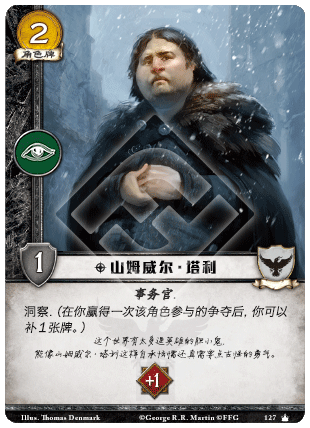 2
角色牌
1
山姆威尔·塔利
事务官.
洞察.(在你赢得一次该角色参与的争夺后,你可以
补1张牌。)
这个世界有太多逞英雄的胆小鬼,
能像山姆威尔·塔利这样自承怯懦还真需要点古怪的勇气。
+1
Illus. Thomas Denmark ©George R.R. Martin ©FFG 127